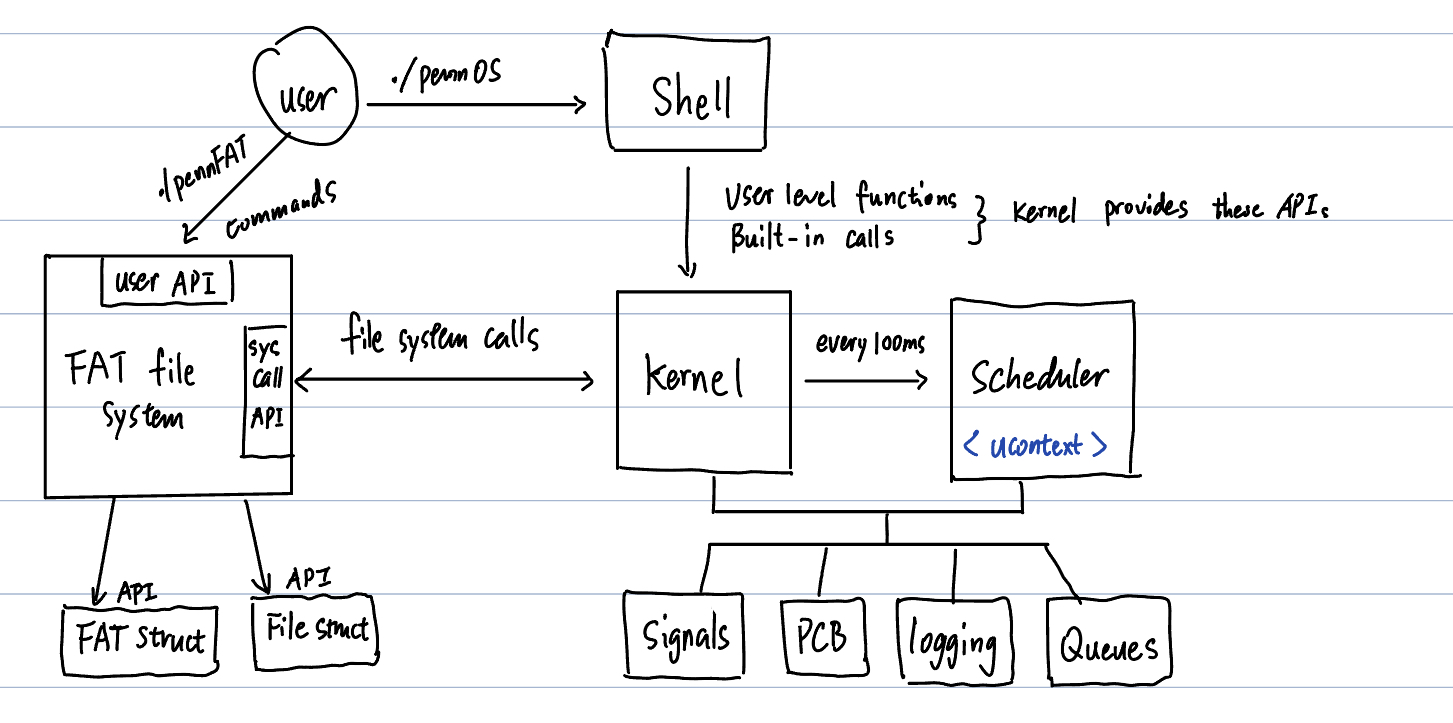 user
./pennOS
Shell
./pennFAT
commands
User level functions
Built-in calls
} Kernel provides these APIs
user API
FAT file
system
sys
call
API
file system calls
Kernel
every 100ms
Scheduler
< ucontext >
API
FAT Struct
API
File Struct
Signals
PCB
logging
Queues